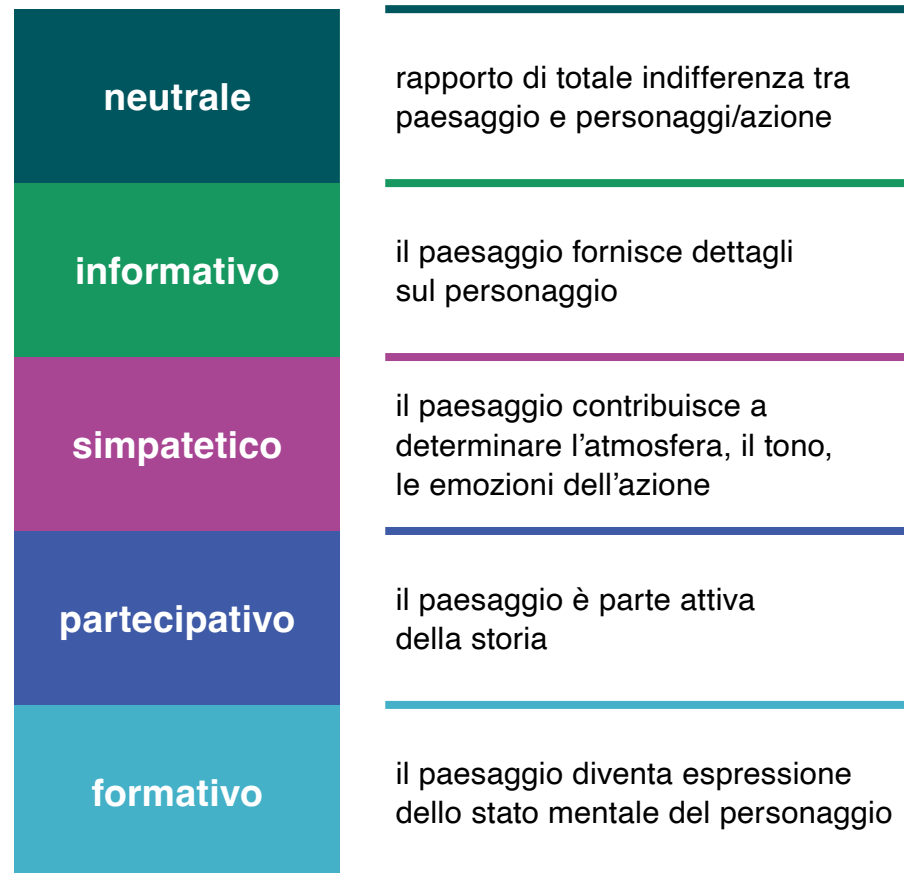 neutrale
rapporto di totale indifferenza tra
paesaggio e personaggi/azione
informativo
il paesaggio fornisce dettagli
sul personaggio
simpatetico
il paesaggio contribuisce a
determinare l’atmosfera, il tono,
le emozioni dell’azione
partecipativo
il paesaggio è parte attiva
della storia
formativo
il paesaggio diventa espressione
dello stato mentale del personaggio